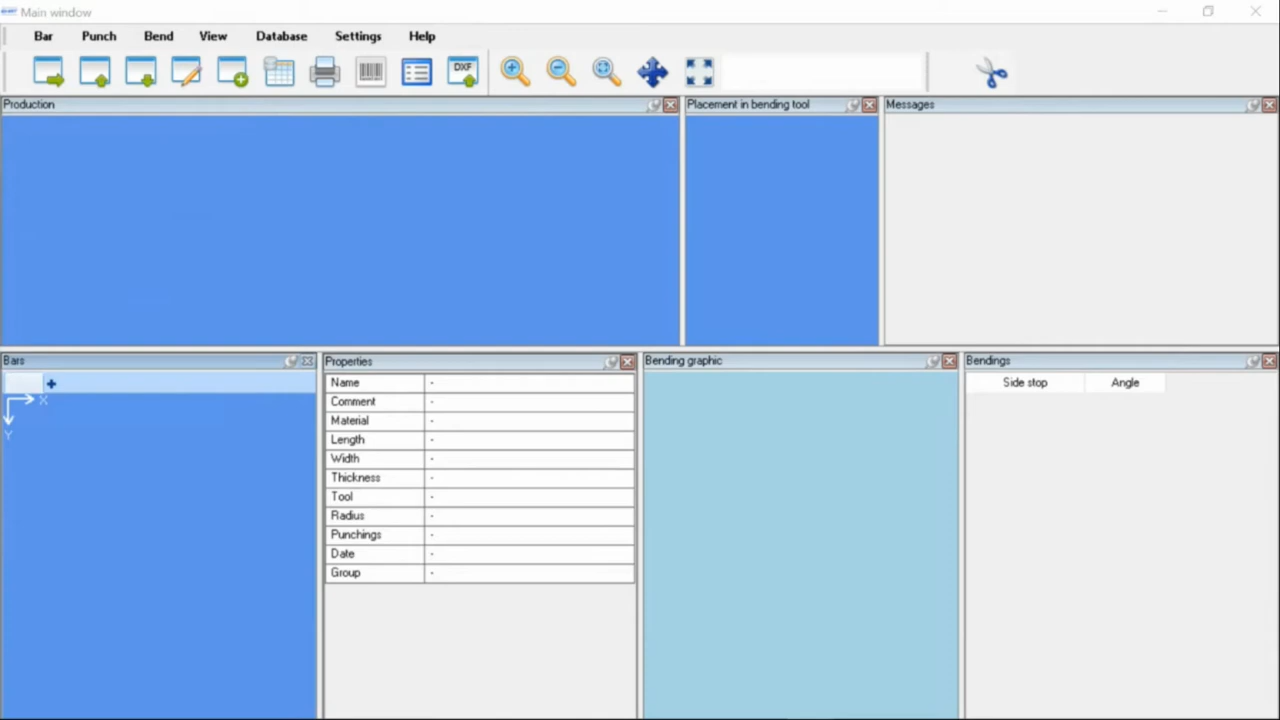 Main window
Bar Punch Bend View Database Settings Help
DXF
Production
Placement in bending tool
Messages
Bars
X
Y
Properties
Name -
Comment -
Material -
Length -
Width -
Thickness -
Tool -
Radius -
Punchings -
Date -
Group -
Bending graphic
Bendings
Side stop Angle